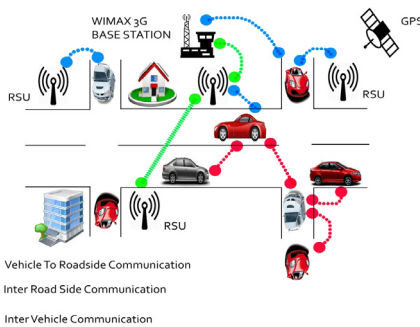 WIMAX 3G
BASE STATION
GPS
RSU
RSU
RSU
Vehicle To Roadside Communication
Inter Road Side Communication
Inter Vehicle Communication